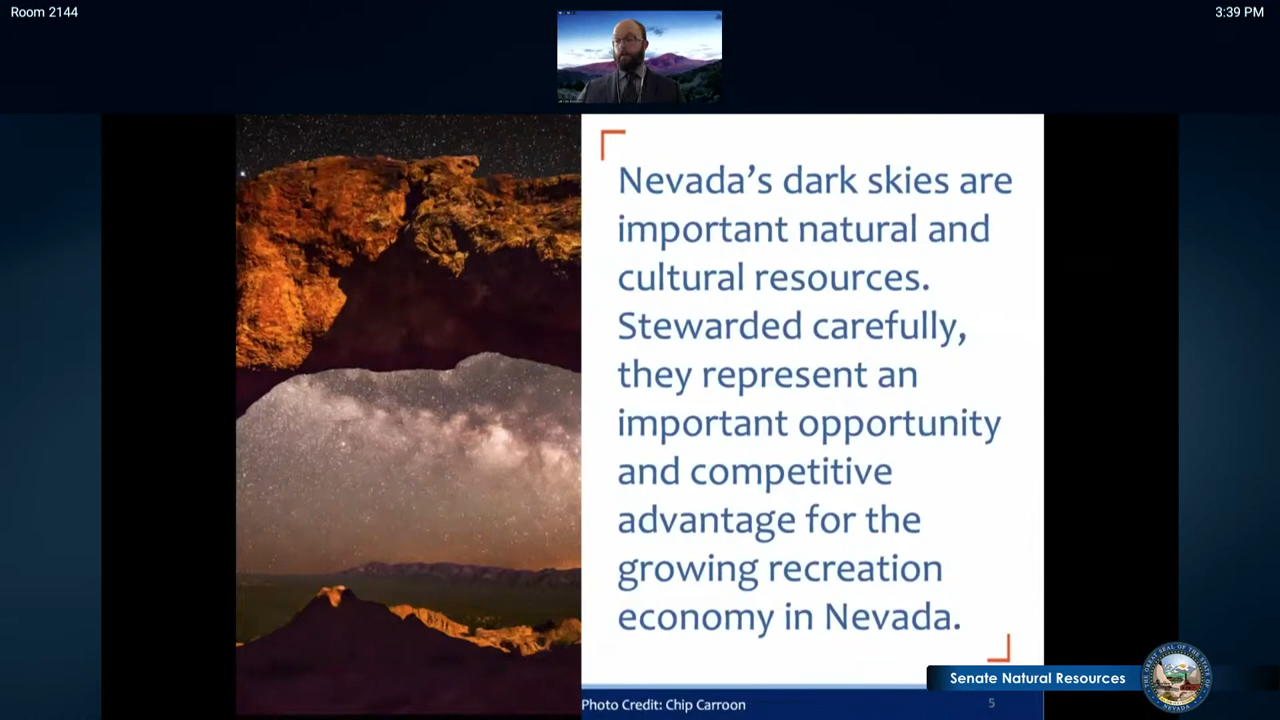 Room 2144
3:39 PM
Nevada's dark skies are
important natural and
cultural resources.
Stewarded carefully,
they represent an
important opportunity
and competitive
advantage for the
growing recreation
economy in Nevada.
Senate Natural Resources
Photo Credit: Chip Carroon
5